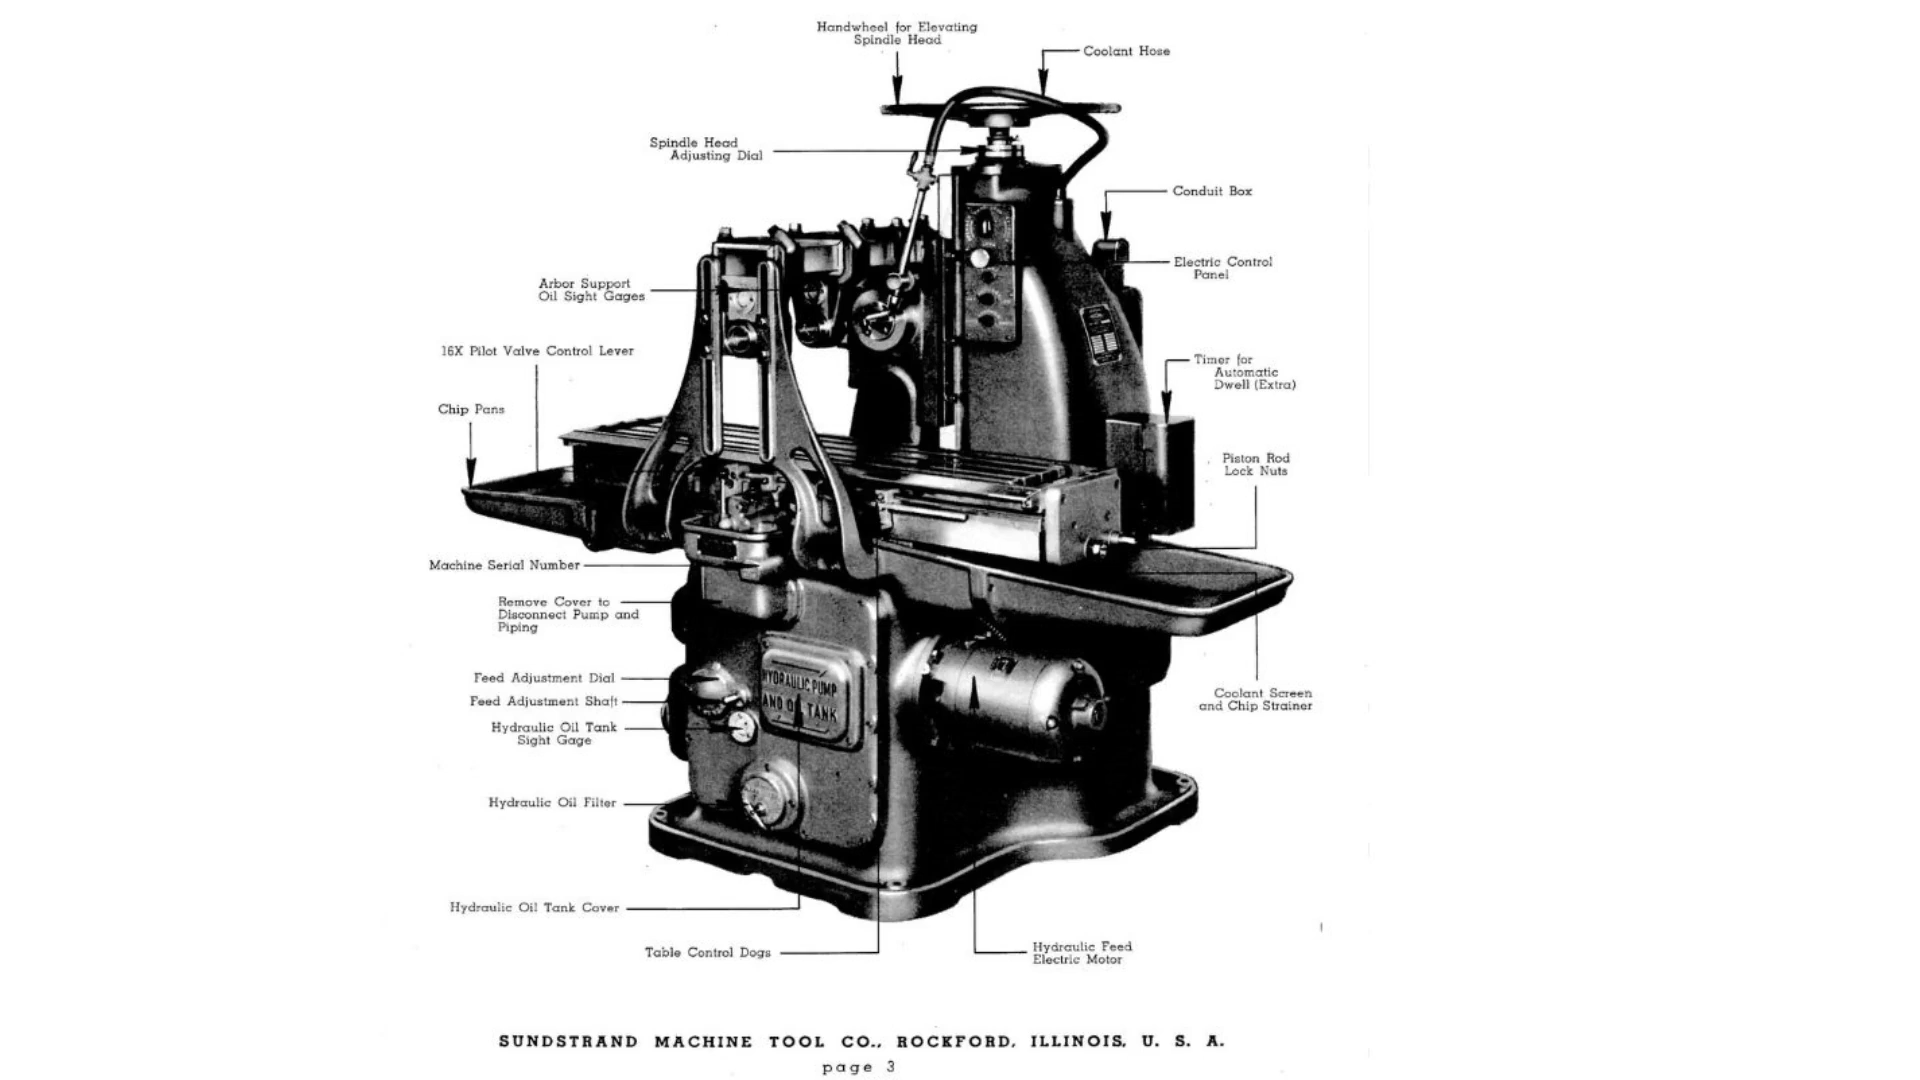 Handwheel for Elevating
Spindle Head
Coolant Hose
Spindle Head
Adjusting Dial
Conduit Box
Electric Control
Panel
Arbor Support
Oil Sight Gages
16X Pilot Valve Control Lever
Timer for
Automatic
Dwell (Extra)
Chip Pans
Piston Rod
Lock Nuts
Machine Serial Number
Remove Cover to
Disconnect Pump and
Piping
Feed Adjustment Dial
Feed Adjustment Shaft
HYDRAULIC PUMP
AND OIL TANK
Coolant Screen
and Chip Strainer
Hydraulic Oil Tank
Sight Gage
Hydraulic Oil Filter
Hydraulic Oil Tank Cover
Table Control Dogs
Hydraulic Feed
Electric Motor
SUNDSTRAND MACHINE TOOL CO., ROCKFORD, ILLINOIS, U. S. A.
page 3